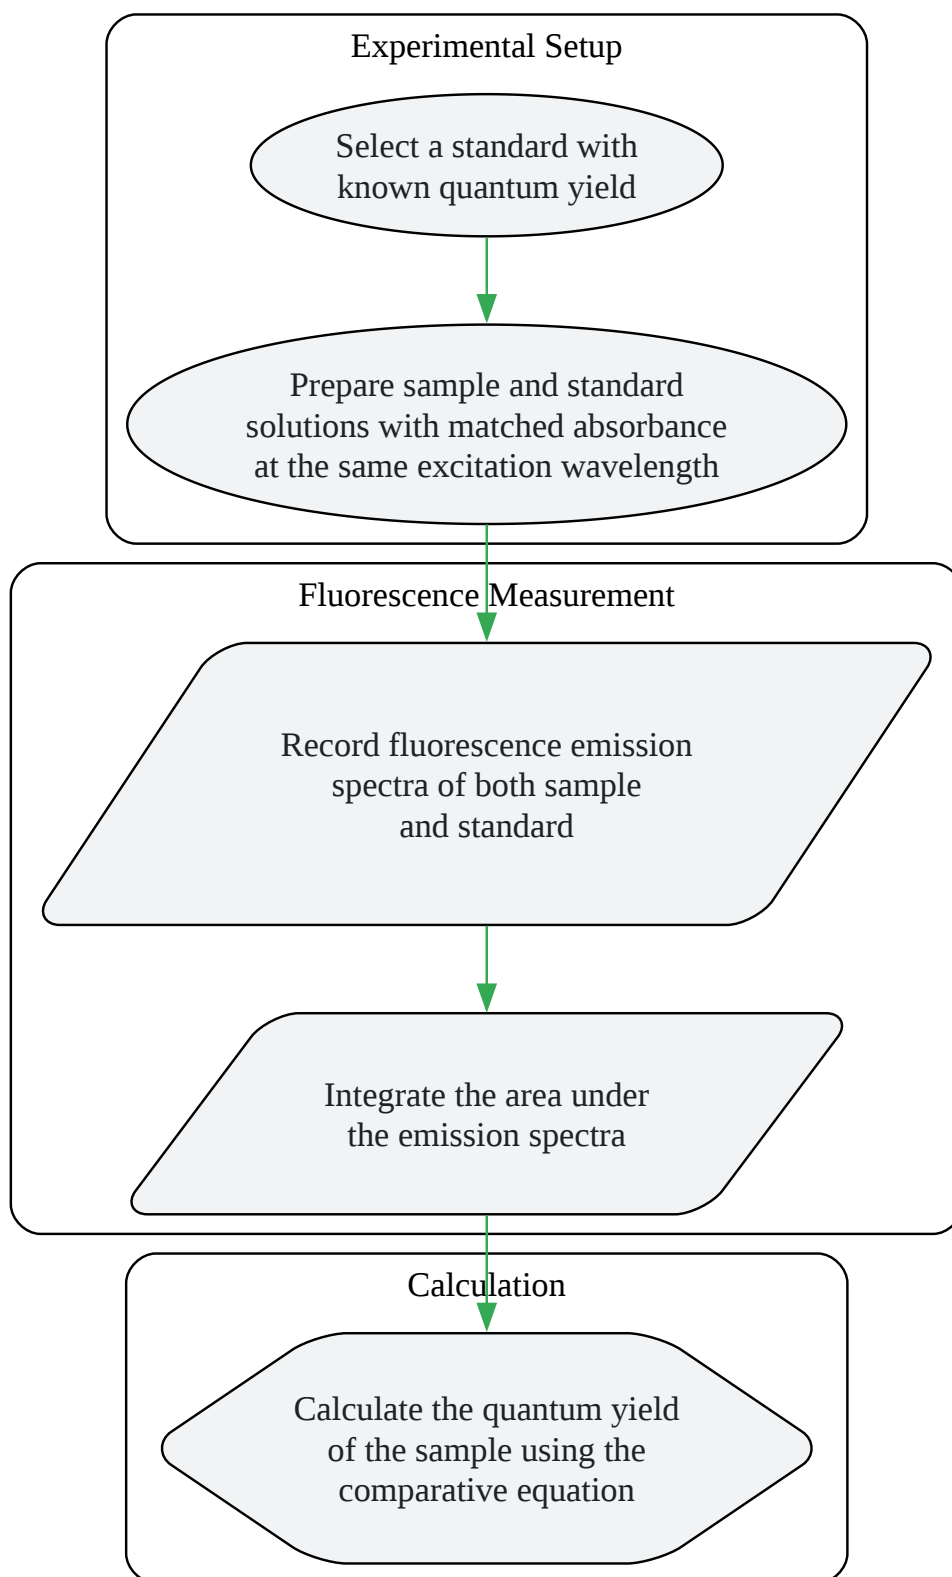 Experimental Setup
Select a standard with
known quantum yield
Prepare sample and standard
solutions with matched absorbance
at the same excitation wavelength
Fluorescence Measurement
Record fluorescence emission
spectra of both sample
and standard
Integrate the area under
the emission spectra
Calculation
Calculate the quantum yield
of the sample using the
comparative equation